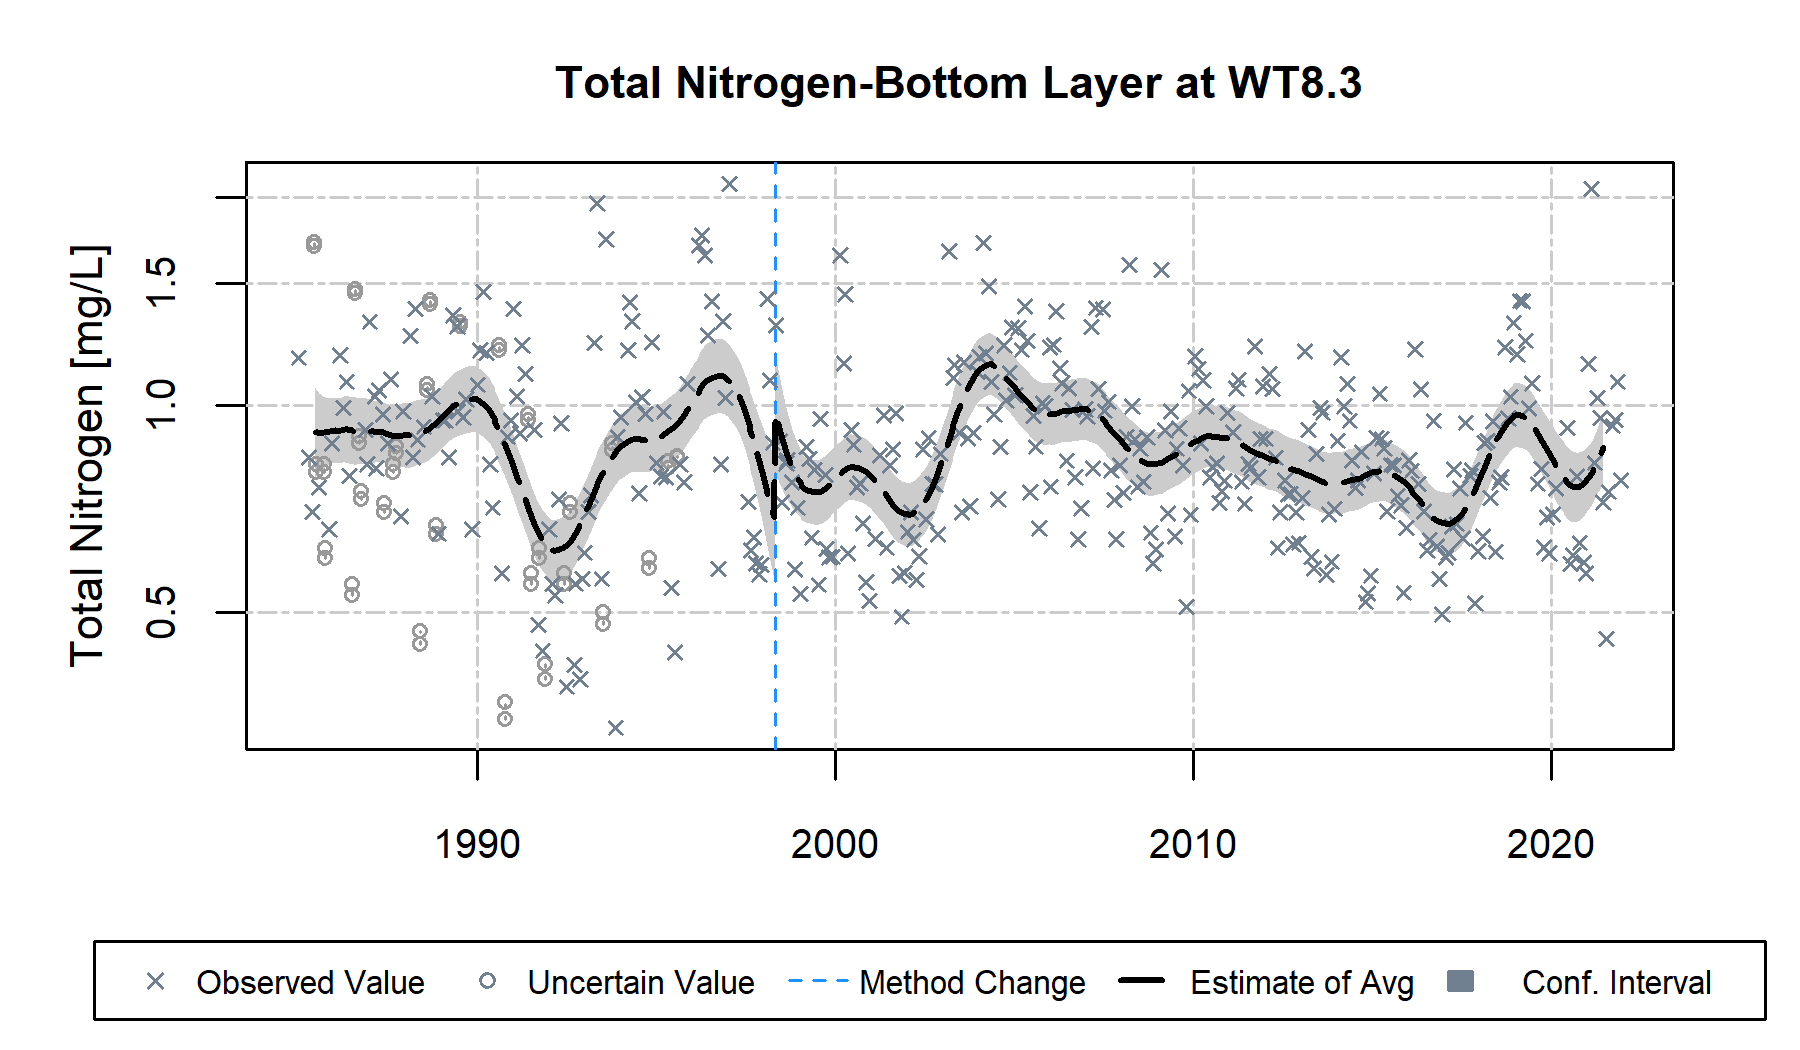 Total Nitrogen-Bottom Layer at WT8.3
Total Nitrogen [mg/L]
1.5
1.0
0.5
1990 2000 2010 2020
Observed Value Uncertain Value Method Change Estimate of Avg Conf. Interval